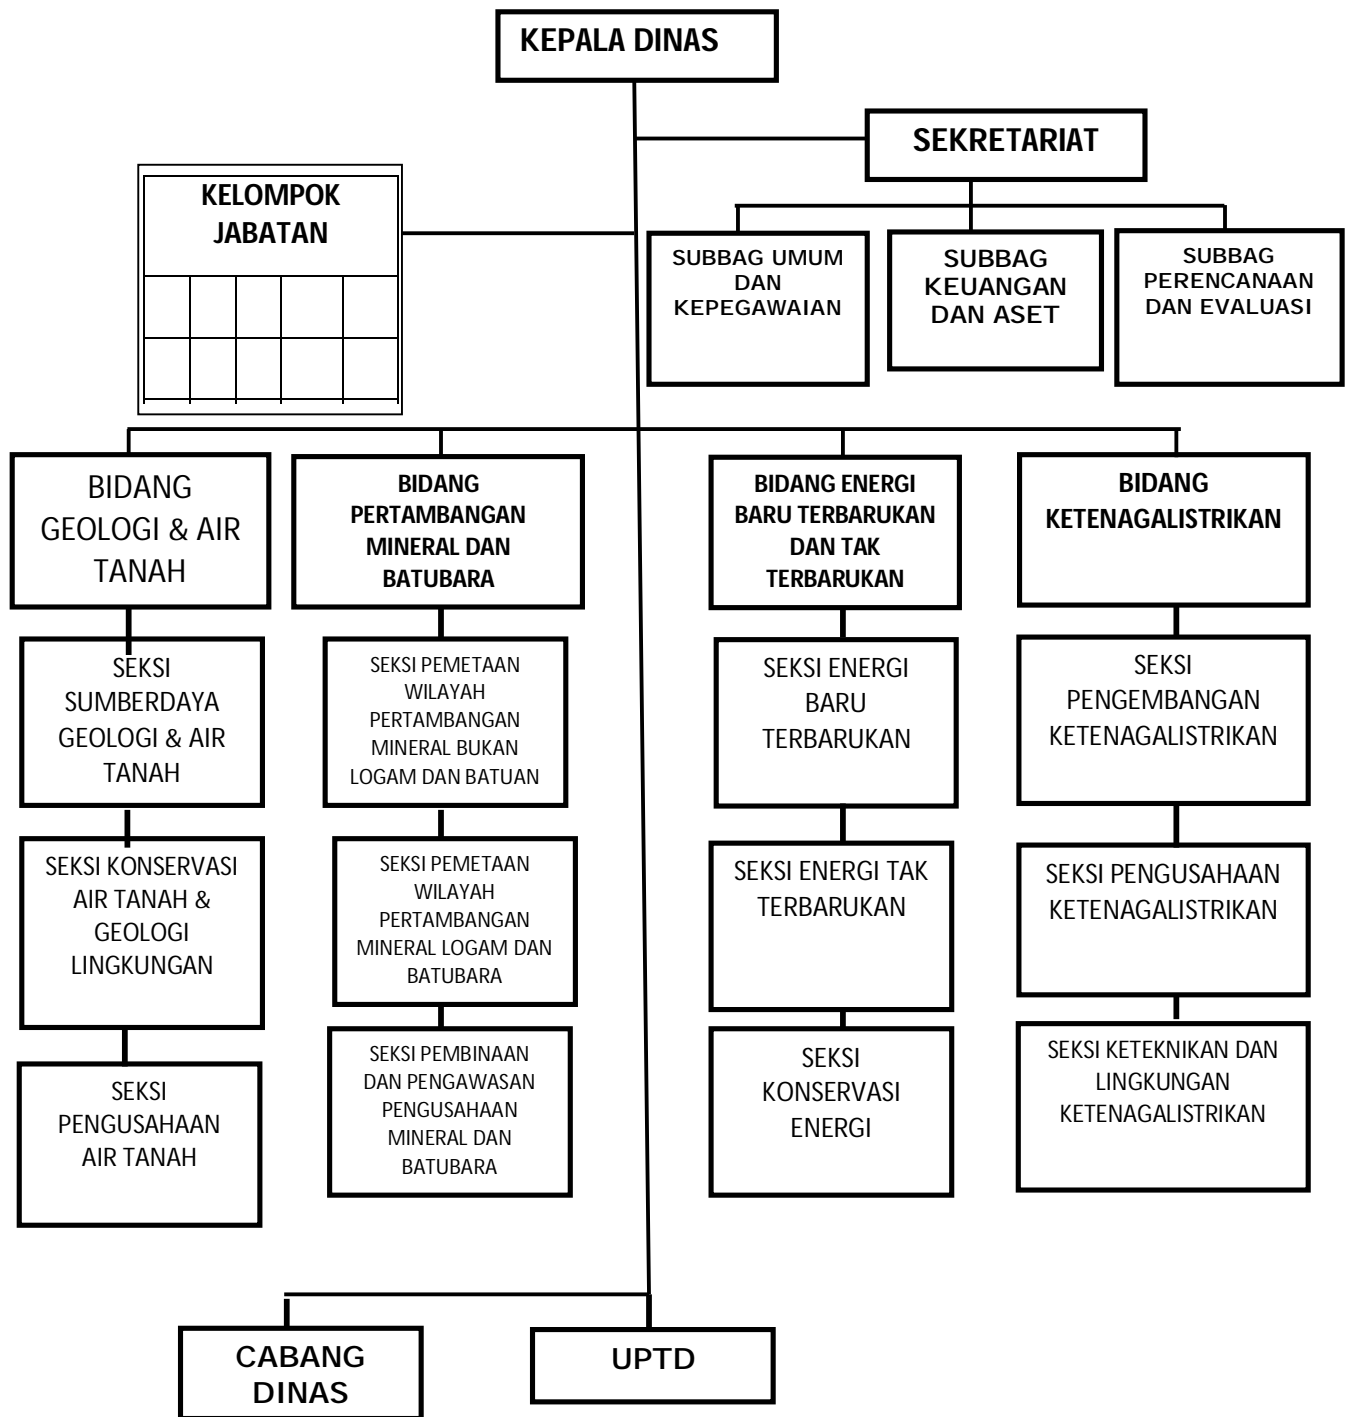 KEPALA DINAS
SEKRETARIAT
KELOMPOK
JABATAN
SUBBAG UMUM
DAN
KEPEGAWAIAN
SUBBAG
KEUANGAN
DAN ASET
SUBBAG
PERENCANAAN
DAN EVALUASI
BIDANG
GEOLOGI & AIR
TANAH
BIDANG
PERTAMBANGAN
MINERAL DAN
BATUBARA
BIDANG ENERGI
BARU TERBARUKAN
DAN TAK
TERBARUKAN
BIDANG
KETENAGALISTRIKAN
SEKSI
SUMBERDAYA
GEOLOGI & AIR
TANAH
SEKSI PEMETAAN
WILAYAH
PERTAMBANGAN
MINERAL BUKAN
LOGAM DAN BATUAN
SEKSI ENERGI
BARU
TERBARUKAN
SEKSI
PENGEMBANGAN
KETENAGALISTRIKAN
SEKSI KONSERVASI
AIR TANAH &
GEOLOGI
LINGKUNGAN
SEKSI PEMETAAN
WILAYAH
PERTAMBANGAN
MINERAL LOGAM DAN
BATUBARA
SEKSI ENERGI TAK
TERBARUKAN
SEKSI PENGUSAHAAN
KETENAGALISTRIKAN
SEKSI
PENGUSAHAAN
AIR TANAH
SEKSI PEMBINAAN
DAN PENGAWASAN
PENGUSAHAAN
MINERAL DAN
BATUBARA
SEKSI
KONSERVASI
ENERGI
SEKSI KETEKNIKAN DAN
LINGKUNGAN
KETENAGALISTRIKAN
CABANG
DINAS
UPTD